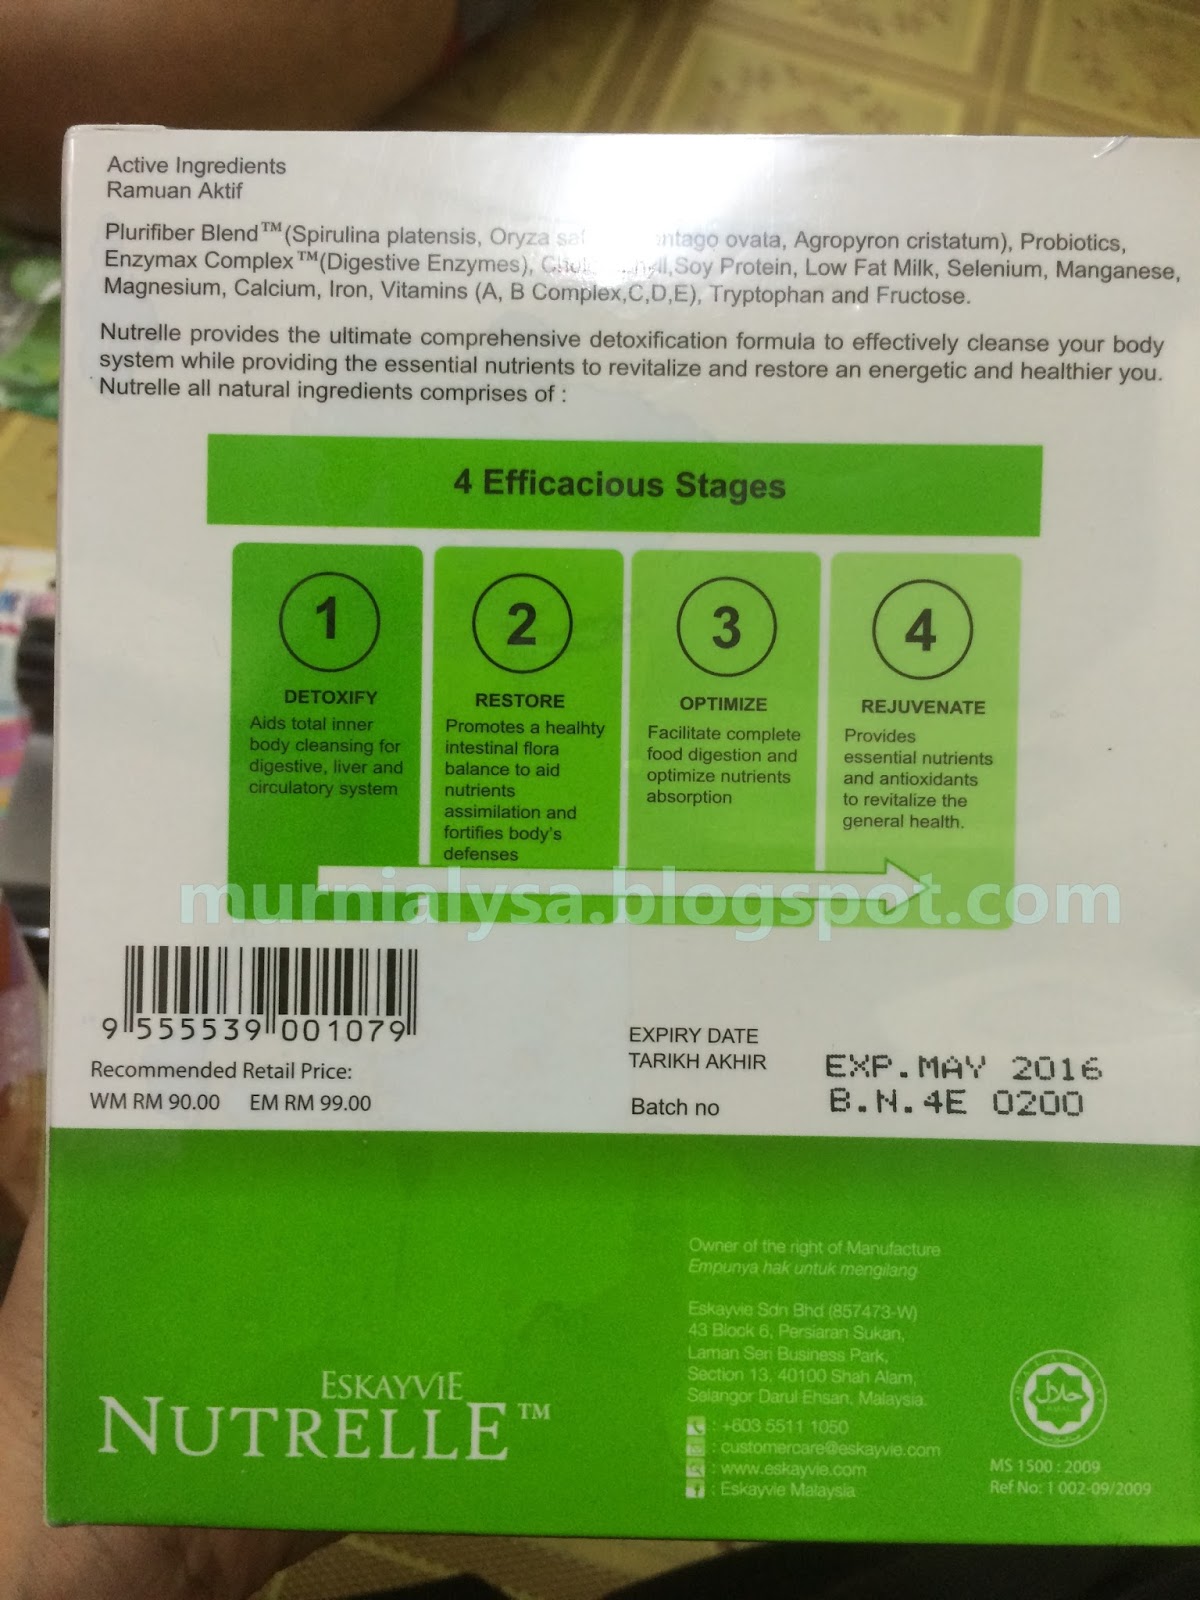 Active Ingredients
Ramuan Aktif
Plurifiber Blend™(Spirulina platensis, Oryza ovata, Agropyron cristatum), Probiotics,
Enzymax Complex™(Digestive Enzymes), Soy Protein, Low Fat Milk, Selenium, Manganese,
Magnesium, Calcium, Iron, Vitamins (A, B Complex,C,D,E), Tryptophan and Fructose.
Nutrelle provides the ultimate comprehensive detoxification formula to effectively cleanse your body
system while providing the essential nutrients to revitalize and restore an energetic and healthier you.
Nutrelle all natural ingredients comprises of :
4 Efficacious Stages
1
DETOXIFY
Aids total inner
body cleansing for
digestive, liver and
circulatory system
2
RESTORE
Promotes a healhty
intestinal flora
balance to aid
nutrients
assimilation and
fortifies body's
defenses
3
OPTIMIZE
Facilitate complete
food digestion and
optimize nutrients
absorption
4
REJUVENATE
Provides
essential nutrients
and antioxidants
to revitalize the
general health.
murnialysa.blogspot.com
9 555539 001079
Recommended Retail Price:
WM RM 90.00 EM RM 99.00
EXPIRY DATE
TARIKH AKHIR
EXP.MAY 2016
Batch no
B.N.4E 0200
Owner of the right of Manufacture
Empunya hak untuk mengilang
Eskayvie Sdn Bhd (857473-W)
43 Block 6, Persiaran Sukan,
Laman Seri Business Park,
Section 13, 40100 Shah Alam,
Selangor Darul Ehsan, Malaysia.
: +603 5511 1050
: customercare@eskayvie.com
: www.eskayvie.com
: Eskayvie Malaysia
ESKAYVIE
NUTRELLE™
حلال
MS 1500 : 2009
Ref No: 1 002-09/2009